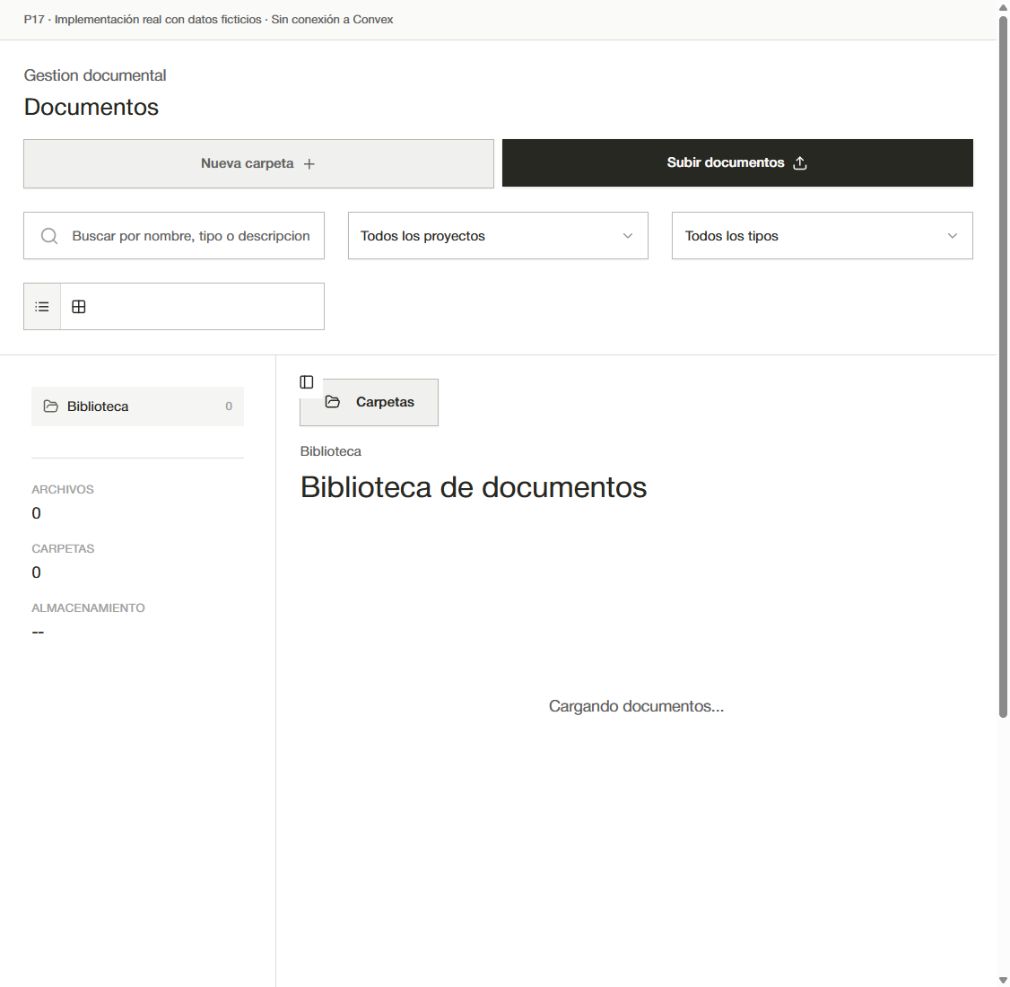 P17 · Implementación real con datos ficticios · Sin conexión a Convex
Gestion documental
Documentos
Nueva carpeta
Subir documentos
Buscar por nombre, tipo o descripcion
Todos los proyectos
Todos los tipos
Biblioteca 0
Carpetas
Biblioteca
Biblioteca de documentos
ARCHIVOS
0
CARPETAS
0
ALMACENAMIENTO
--
Cargando documentos...